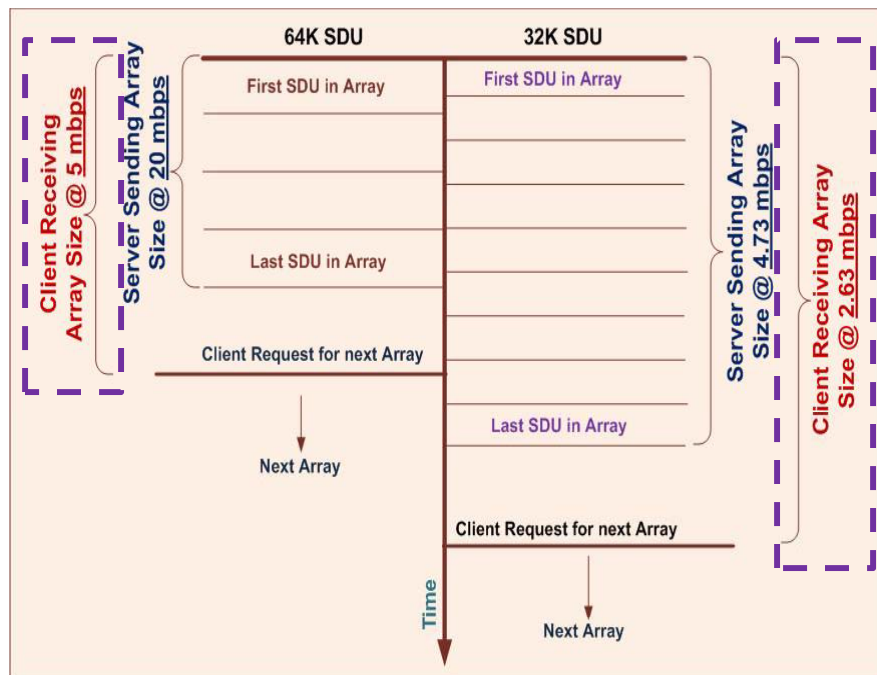 64K SDU
32K SDU
Client Receiving
Array Size @ 5 mbps
Server Sending Array
Size @ 20 mbps
First SDU in Array
Last SDU in Array
Client Request for next Array
Next Array
First SDU in Array
Last SDU in Array
Client Request for next Array
Next Array
Server Sending Array
Size @ 4.73 mbps
Client Receiving Array
Size @ 2.63 mbps
Time